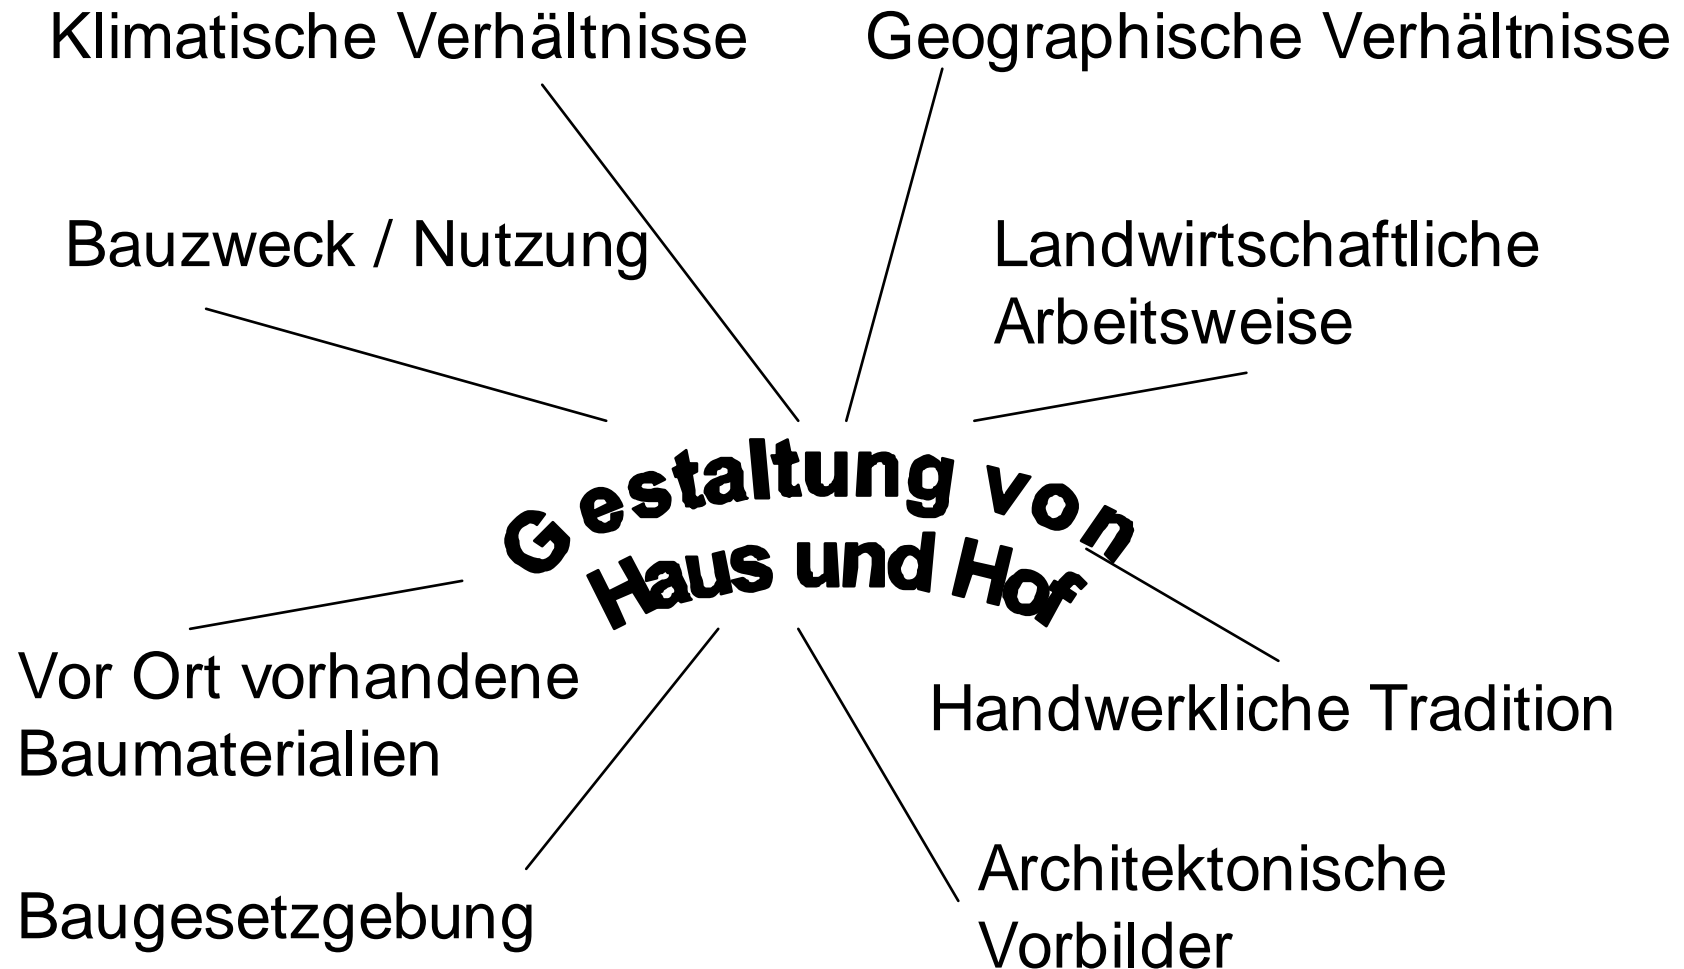 Klimatische Verhältnisse
Geographische Verhältnisse
Bauzweck / Nutzung
Landwirtschaftliche
Arbeitsweise
Gestaltung von
Haus und Hof
Vor Ort vorhandene
Baumaterialien
Handwerkliche Tradition
Baugesetzgebung
Architektonische
Vorbilder